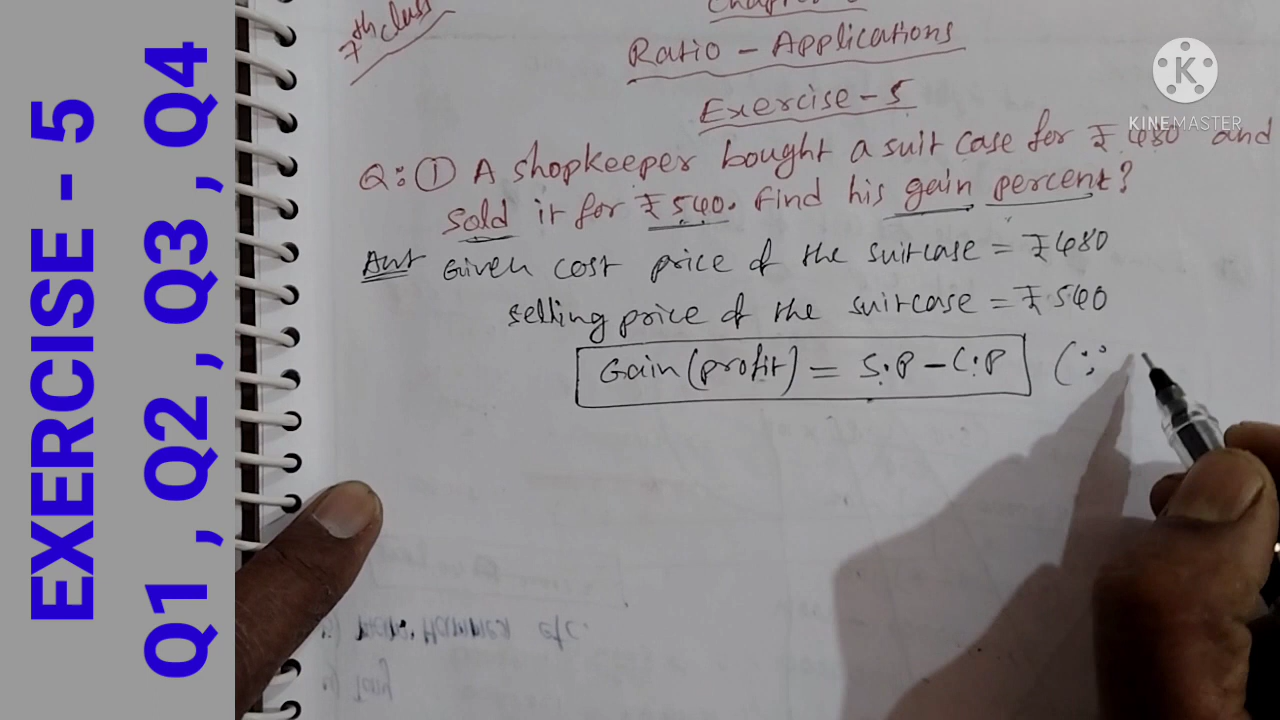 EXERCISE - 5
Q1 , Q2 , Q3 , Q4
7th class
Ratio - Applications
Exercise - 5
K
KINEMASTER
Q:① A shopkeeper bought a suit case for ₹ 480 and
sold it for ₹ 540. Find his gain percent?
Given cost price of the suitcase = ₹ 480
selling price of the suitcase = ₹ 540
Gain (profit) = S.P - C.P (∵
etc.